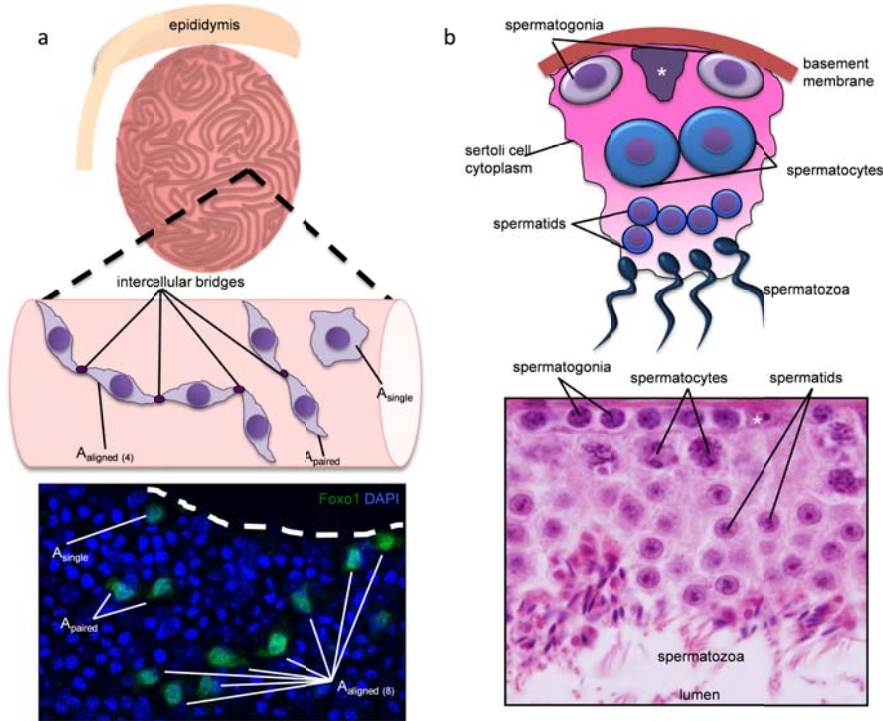 a
epididymis
intercellular bridges
Asingle
Aaligned (4)
Apaired
Foxo1 DAPI
Asingle
Apaired
Aaligned (8)
b
spermatogonia
*
basement
membrane
sertoli cell
cytoplasm
spermatocytes
spermatids
spermatozoa
spermatogonia
spermatocytes
spermatids
*
spermatozoa
lumen